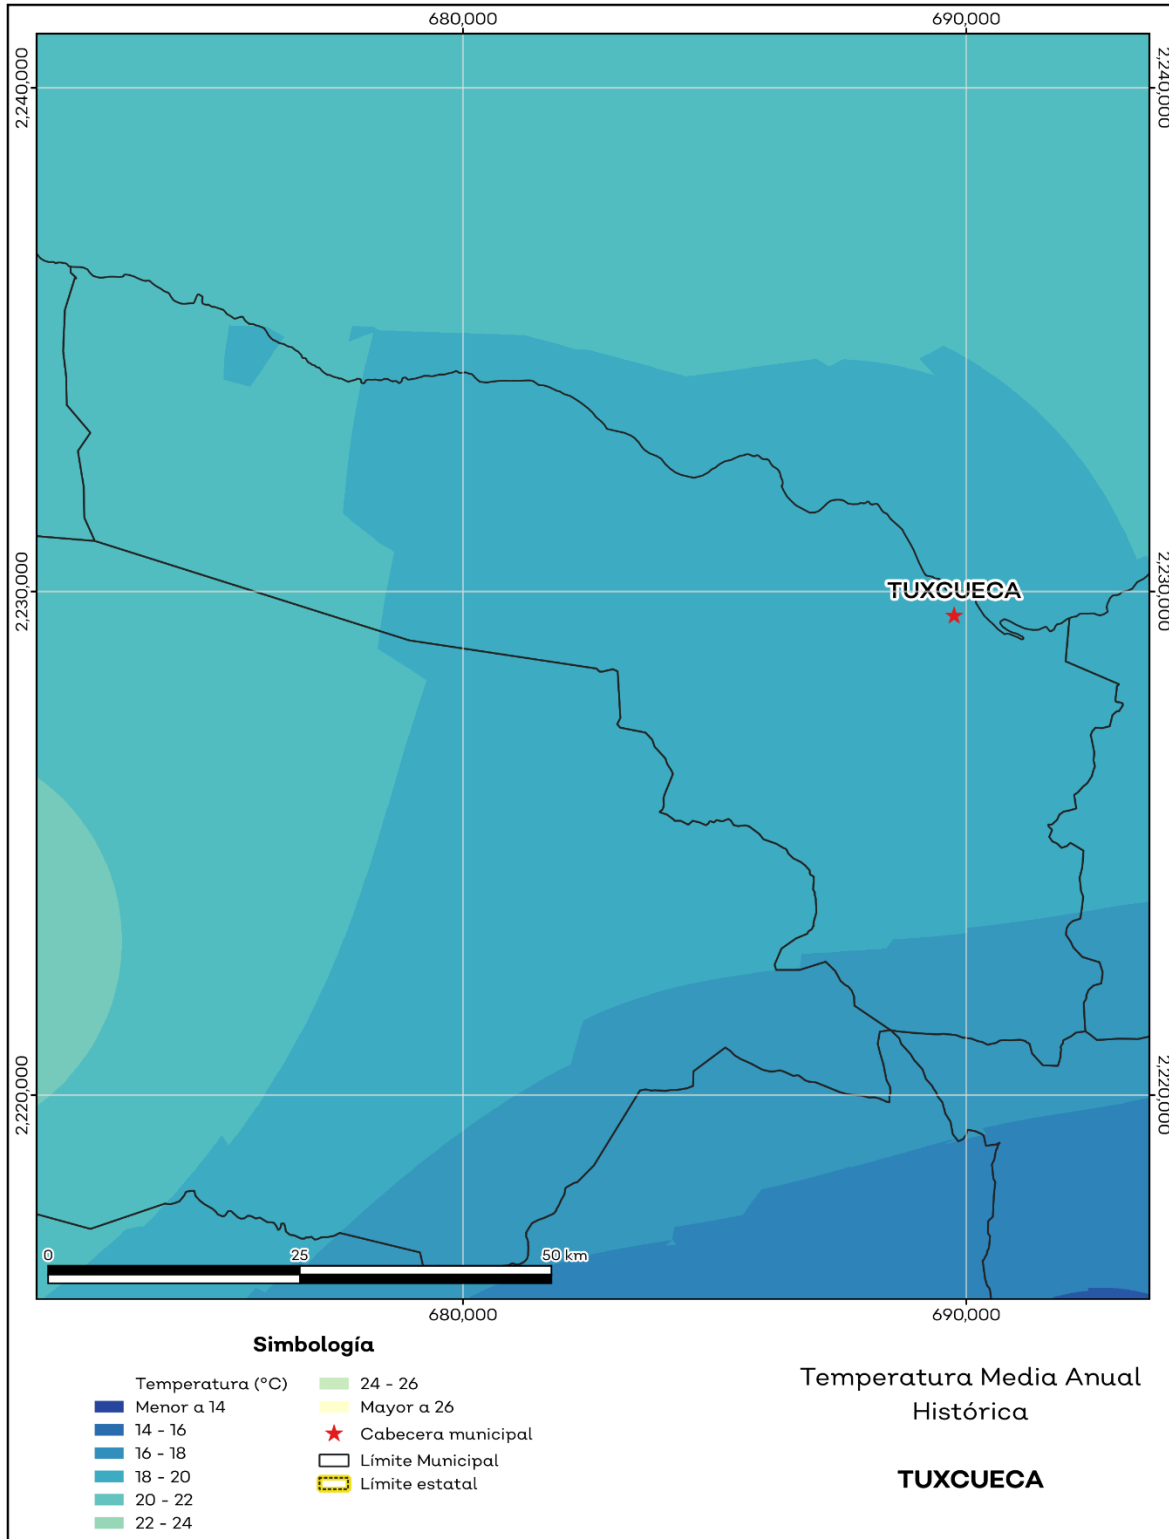 680,000
690,000
2,240,000
2,240,000
2,230,000
2,230,000
TUXCUECA
2,220,000
2,220,000
0
25
50 km
680,000
690,000
Simbología
Temperatura (°C)
Menor a 14
14 - 16
16 - 18
18 - 20
20 - 22
22 - 24
24 - 26
Mayor a 26
Cabecera municipal
Límite Municipal
Límite estatal
Temperatura Media Anual
Histórica
TUXCUECA